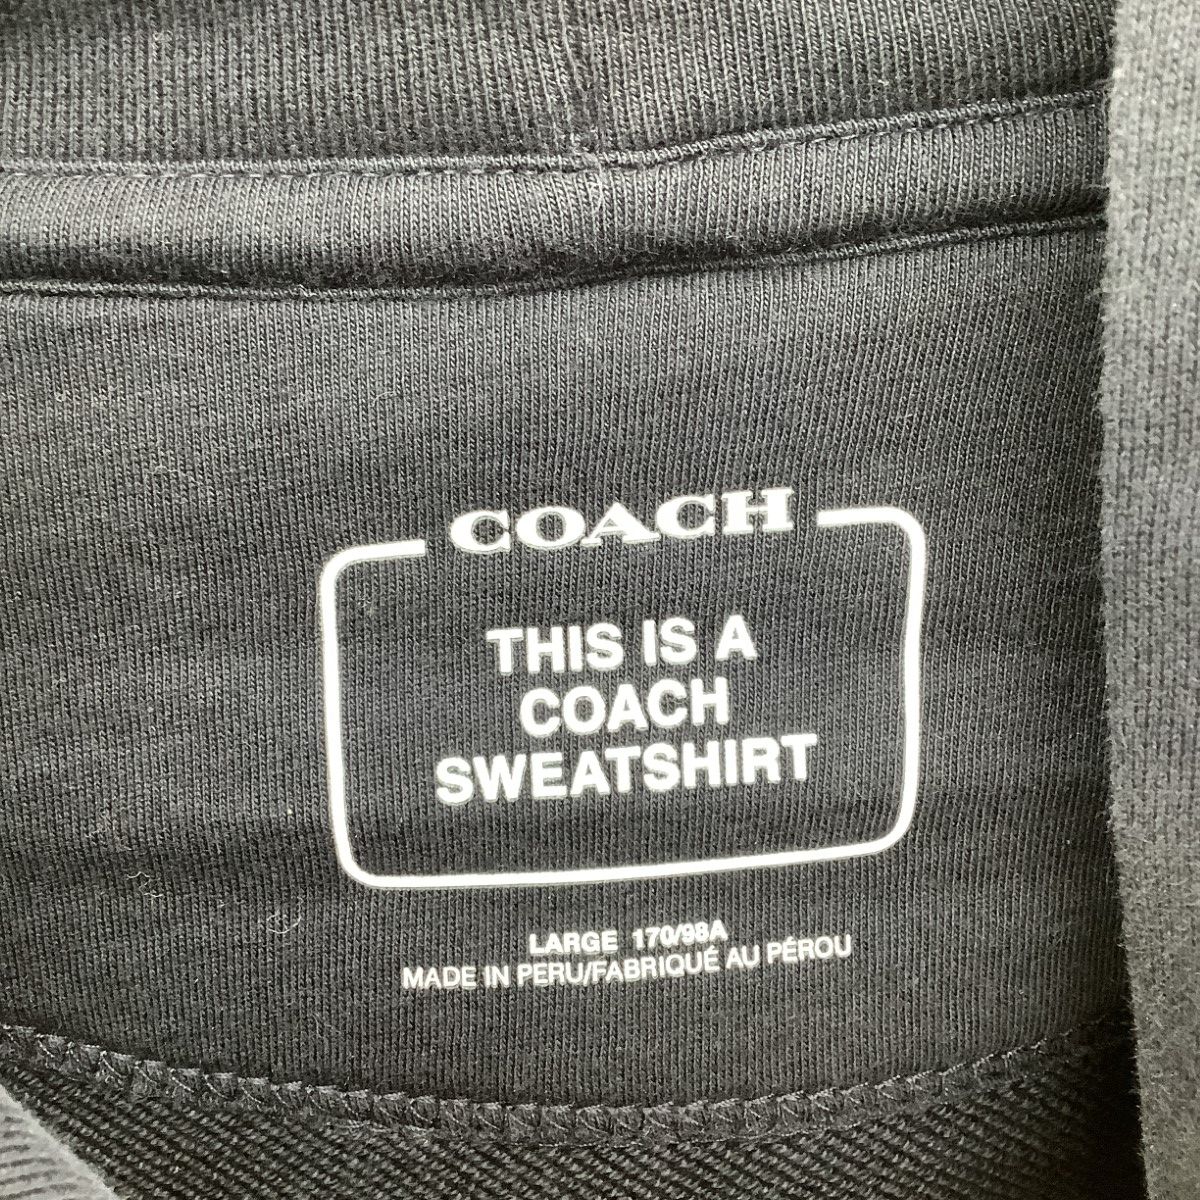 COACH
THIS IS A
COACH
SWEATSHIRT
LARGE 170/98A
MADE IN PERU/FABRIQUÉ AU PÉROU